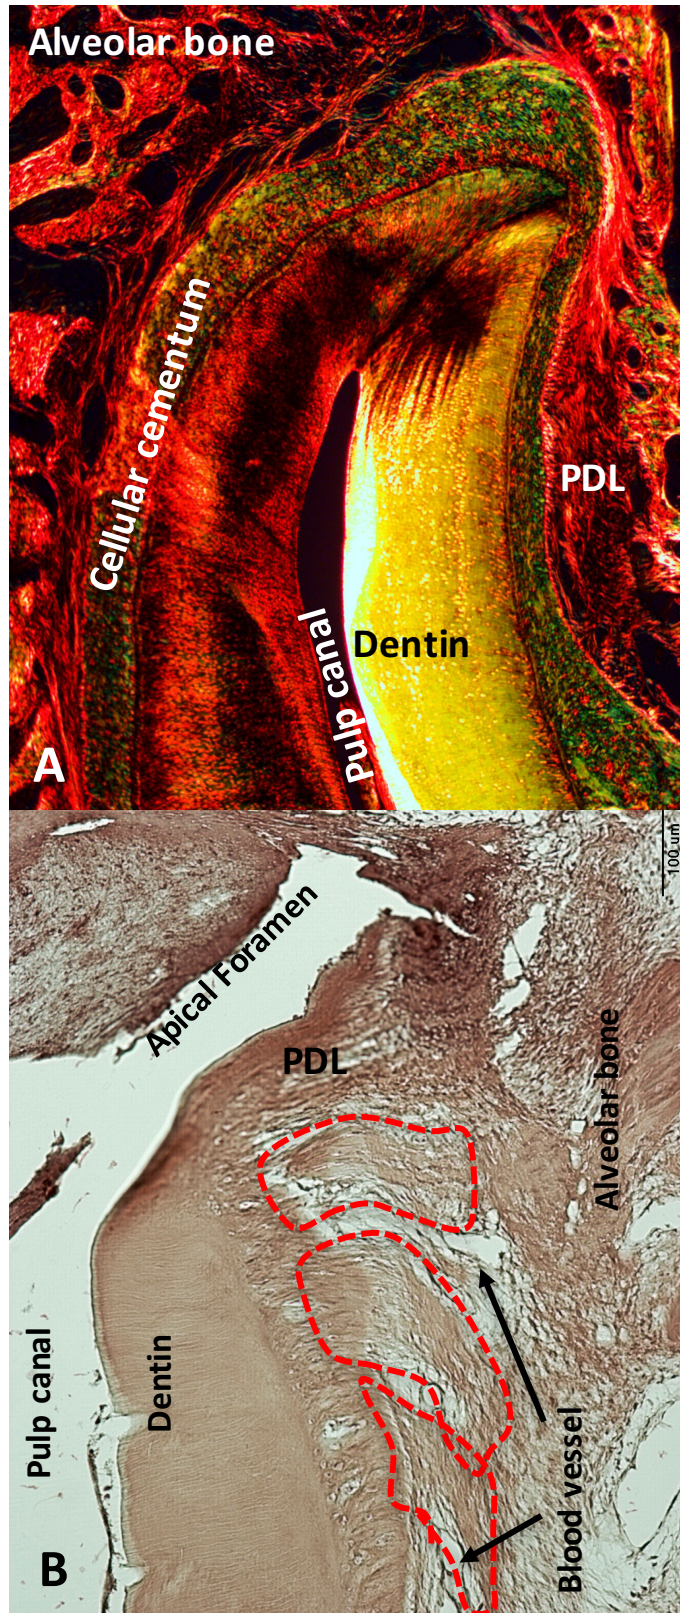 Alveolar bone
Cellular cementum
PDL
Dentin
Pulp canal
A
100 um
Apical Foramen
PDL
Alveolar bone
Dentin
Pulp canal
Blood vessel
B